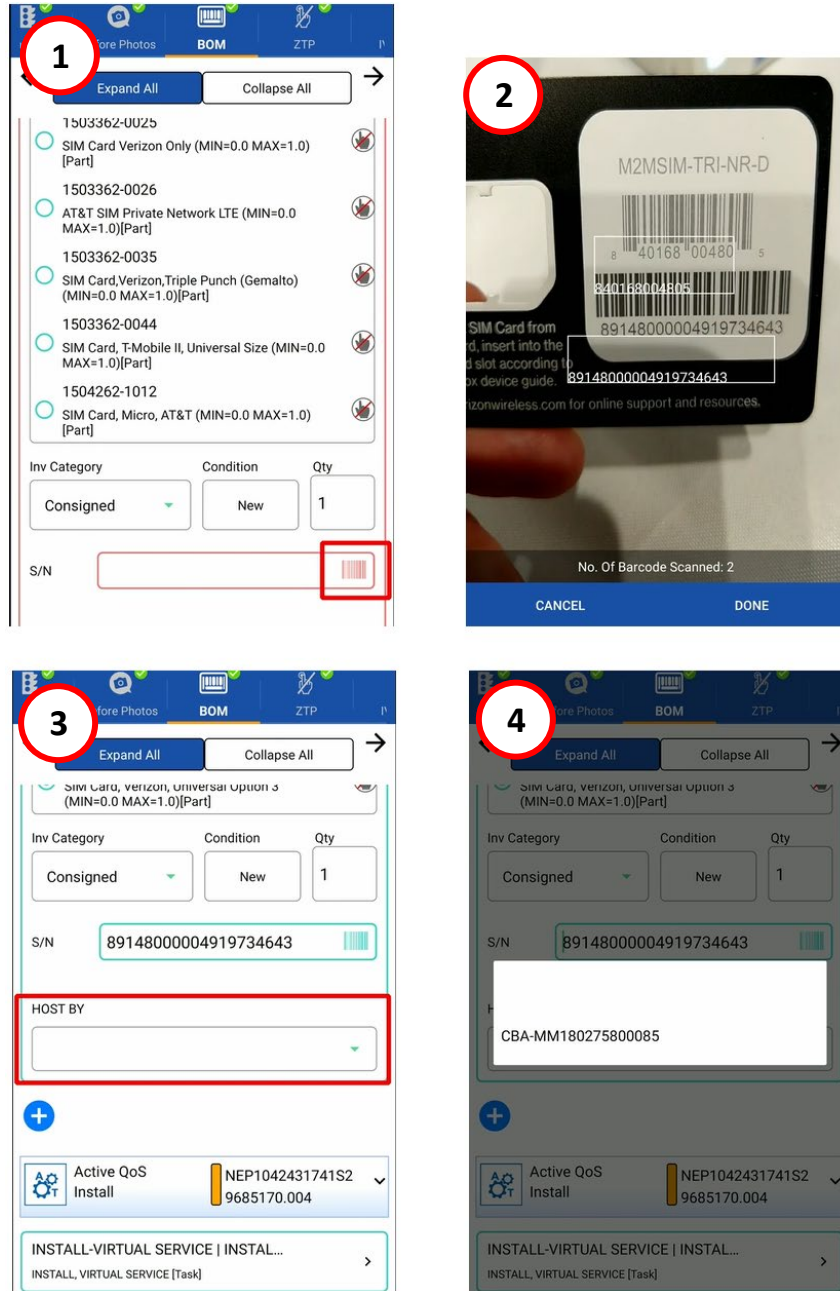 1
fore Photos
BOM
ZTP
Expand All
Collapse All
1503362-0025
SIM Card Verizon Only (MIN=0.0 MAX=1.0)
[Part]
1503362-0026
AT&T SIM Private Network LTE (MIN=0.0
MAX=1.0)[Part]
1503362-0035
SIM Card,Verizon,Triple Punch (Gemalto)
(MIN=0.0 MAX=1.0)[Part]
1503362-0044
SIM Card, T-Mobile II, Universal Size (MIN=0.0
MAX=1.0)[Part]
1504262-1012
SIM Card, Micro, AT&T (MIN=0.0 MAX=1.0)
[Part]
Inv Category
Condition
Qty
Consigned
New
1
S/N
2
M2MSIM-TRI-NR-D
8 40168 00480 5
840168004805
89148000004919734643
SIM Card from
d, insert into the
d slot according to
ox device guide.
89148000004919734643
izonwireless.com for online support and resources.
No. Of Barcode Scanned: 2
CANCEL
DONE
3
fore Photos
BOM
ZTP
Expand All
Collapse All
SIM Card, Verizon, Universal Option 3
(MIN=0.0 MAX=1.0)[Part]
Inv Category
Condition
Qty
Consigned
New
1
S/N
89148000004919734643
HOST BY
Active QoS
Install
NEP1042431741S2
9685170.004
INSTALL-VIRTUAL SERVICE | INSTAL...
INSTALL, VIRTUAL SERVICE [Task]
4
fore Photos
BOM
ZTP
Expand All
Collapse All
SIM Card, Verizon, Universal Option 3
(MIN=0.0 MAX=1.0)[Part]
Inv Category
Condition
Qty
Consigned
New
1
S/N
89148000004919734643
H
CBA-MM180275800085
Active QoS
Install
NEP1042431741S2
9685170.004
INSTALL-VIRTUAL SERVICE | INSTAL...
INSTALL, VIRTUAL SERVICE [Task]